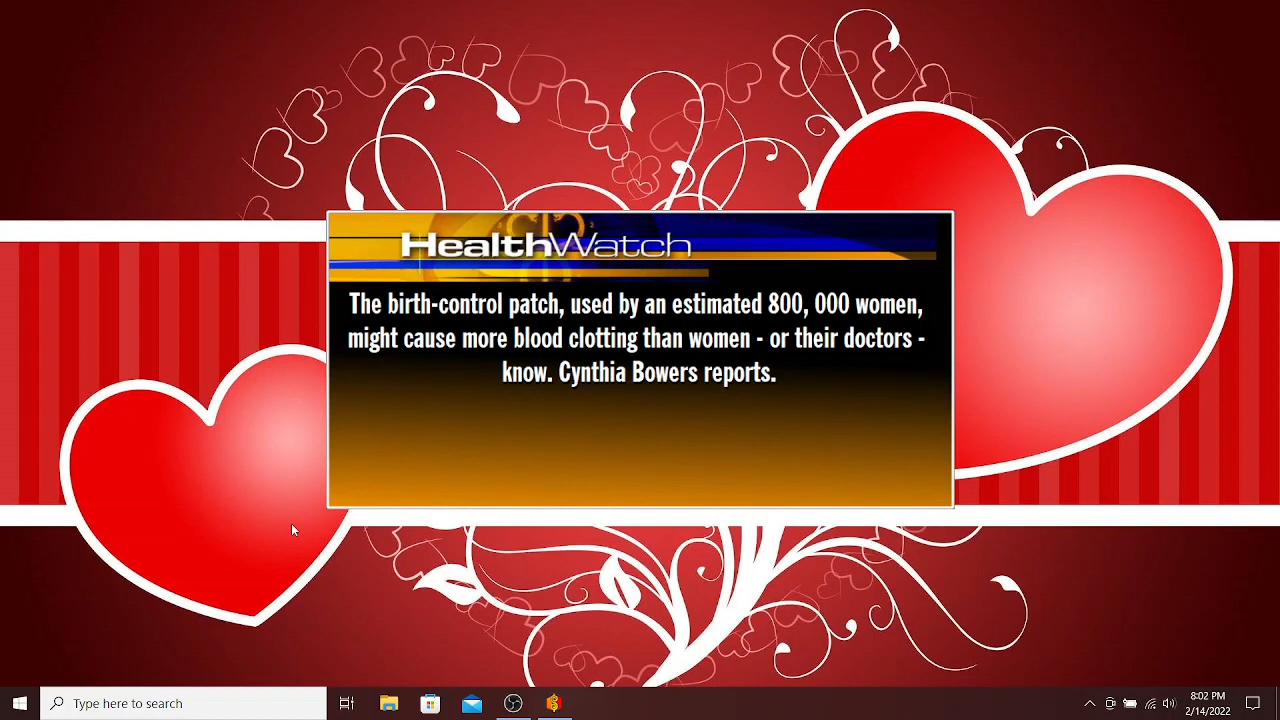 HealthWatch
The birth-control patch, used by an estimated 800, 000 women,
might cause more blood clotting than women - or their doctors -
know. Cynthia Bowers reports.
Type here to search
8:02 PM
2/14/2022